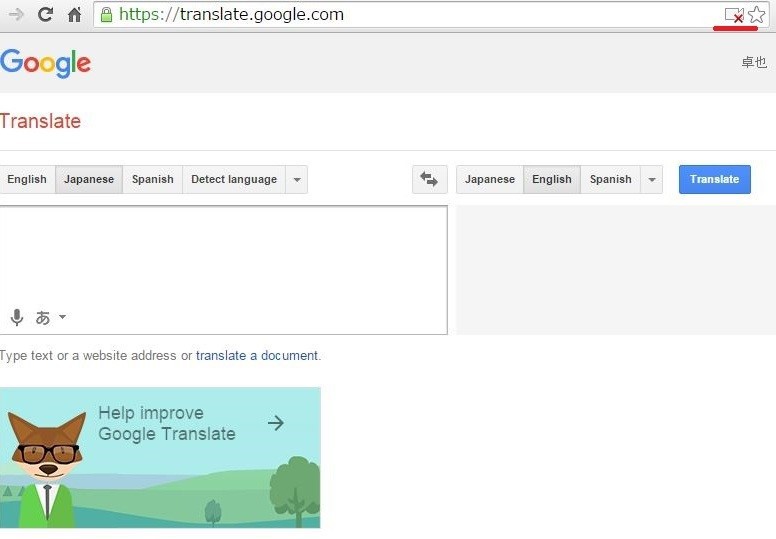 https://translate.google.com
Google
卓也
Translate
English Japanese Spanish Detect language
Japanese English Spanish Translate
あ
Type text or a website address or translate a document.
Help improve
Google Translate